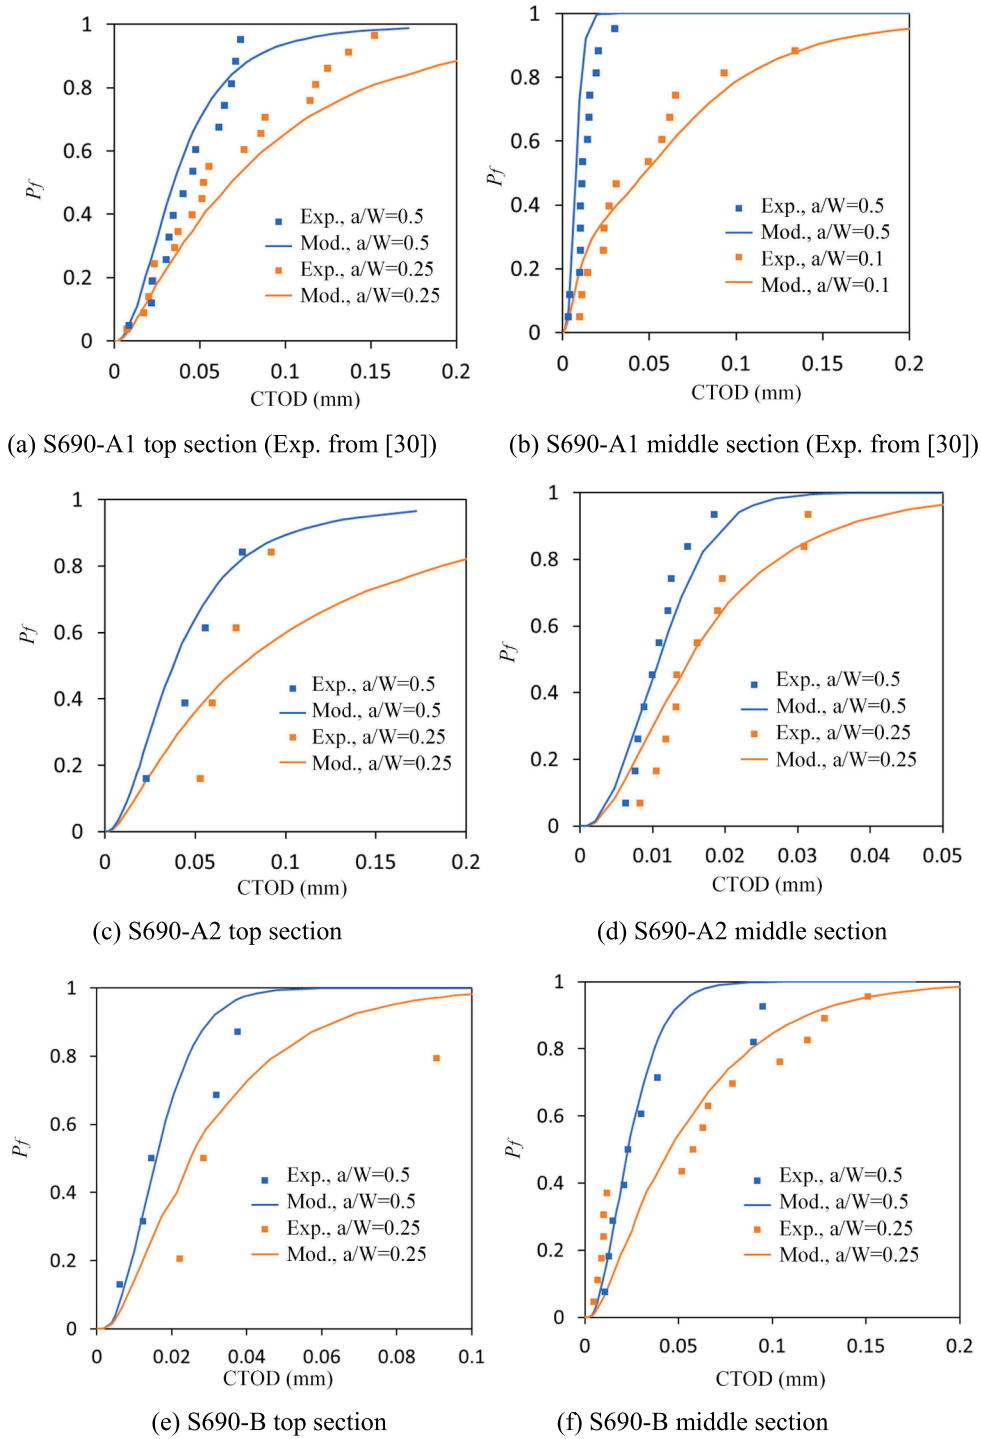 1
0.8
0.6
0.4
0.2
0
Pf
Exp., a/W=0.5
Mod., a/W=0.5
Exp., a/W=0.25
Mod., a/W=0.25
0 0.05 0.1 0.15 0.2
CTOD (mm)
(a) S690-A1 top section (Exp. from [30])
1
0.8
0.6
0.4
0.2
0
Pf
Exp., a/W=0.5
Mod., a/W=0.5
Exp., a/W=0.1
Mod., a/W=0.1
0 0.05 0.1 0.15 0.2
CTOD (mm)
(b) S690-A1 middle section (Exp. from [30])
1
0.8
0.6
0.4
0.2
0
Pf
Exp., a/W=0.5
Mod., a/W=0.5
Exp., a/W=0.25
Mod., a/W=0.25
0 0.05 0.1 0.15 0.2
CTOD (mm)
(c) S690-A2 top section
1
0.8
0.6
0.4
0.2
0
Pf
Exp., a/W=0.5
Mod., a/W=0.5
Exp., a/W=0.25
Mod., a/W=0.25
0 0.01 0.02 0.03 0.04 0.05
CTOD (mm)
(d) S690-A2 middle section
1
0.8
0.6
0.4
0.2
0
Pf
Exp., a/W=0.5
Mod., a/W=0.5
Exp., a/W=0.25
Mod., a/W=0.25
0 0.02 0.04 0.06 0.08 0.1
CTOD (mm)
(e) S690-B top section
1
0.8
0.6
0.4
0.2
0
Pf
Exp., a/W=0.5
Mod., a/W=0.5
Exp., a/W=0.25
Mod., a/W=0.25
0 0.05 0.1 0.15 0.2
CTOD (mm)
(f) S690-B middle section